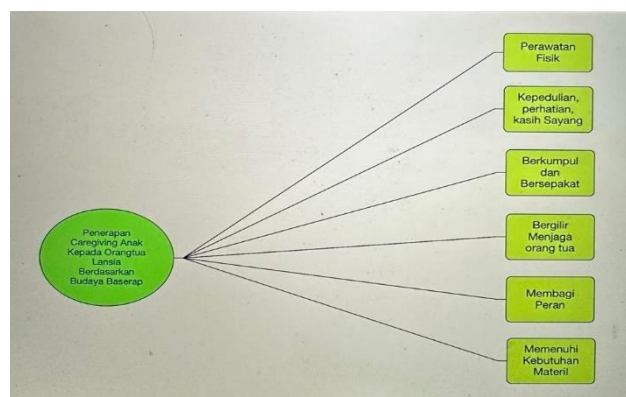 Penerapan
Caregiving Anak
Kepada Orangtua
Lansia
Berdasarkan
Budaya Baserap
Perawatan
Fisik
Kepedulian,
perhatian,
kasih Sayang
Berkumpul
dan
Bersepakat
Bergilir
Menjaga
orang tua
Membagi
Peran
Memenuhi
Kebutuhan
Materil